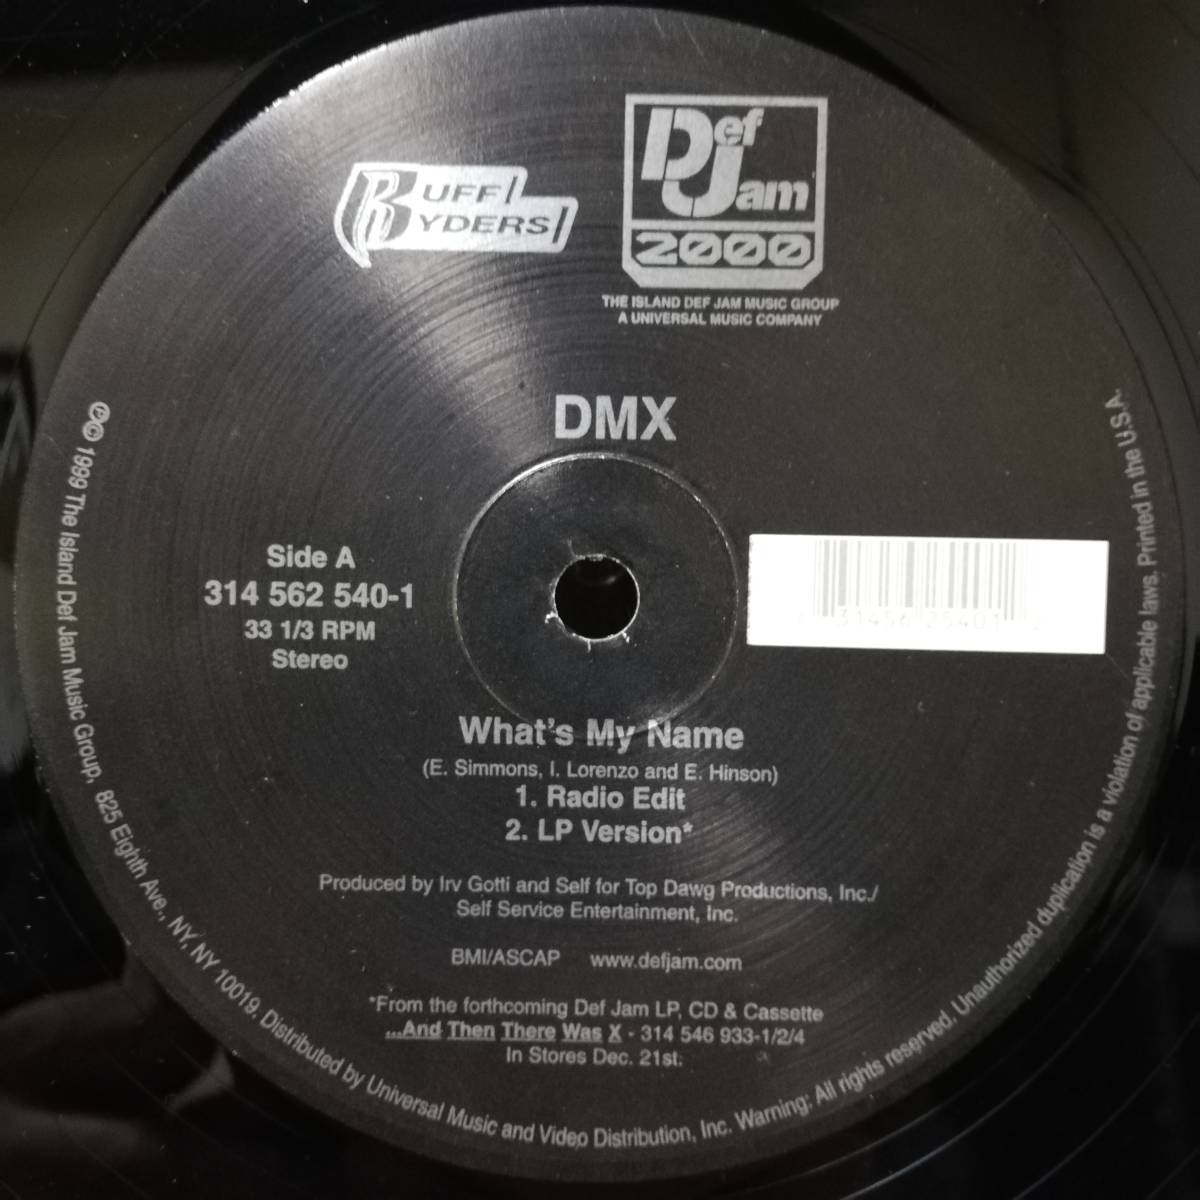 RUFF
RYDERS
Def
Jam
2000
THE ISLAND DEF JAM MUSIC GROUP
A UNIVERSAL MUSIC COMPANY
DMX
Side A
314 562 540-1
33 1/3 RPM
Stereo
7 31456 25401 2
What's My Name
(E. Simmons, I. Lorenzo and E. Hinson)
1. Radio Edit
2. LP Version*
Produced by Irv Gotti and Self for Top Dawg Productions, Inc./
Self Service Entertainment, Inc.
BMI/ASCAP www.defjam.com
*From the forthcoming Def Jam LP, CD & Cassette
...And Then There Was X - 314 546 933-1/2/4
In Stores Dec. 21st.
℗© 1999 The Island Def Jam Music Group, 825 Eighth Ave., NY, NY 10019. Distributed by Universal Music and Video Distribution, Inc. Warning: All rights reserved. Unauthorized duplication is a violation of applicable laws. Printed in the U.S.A.